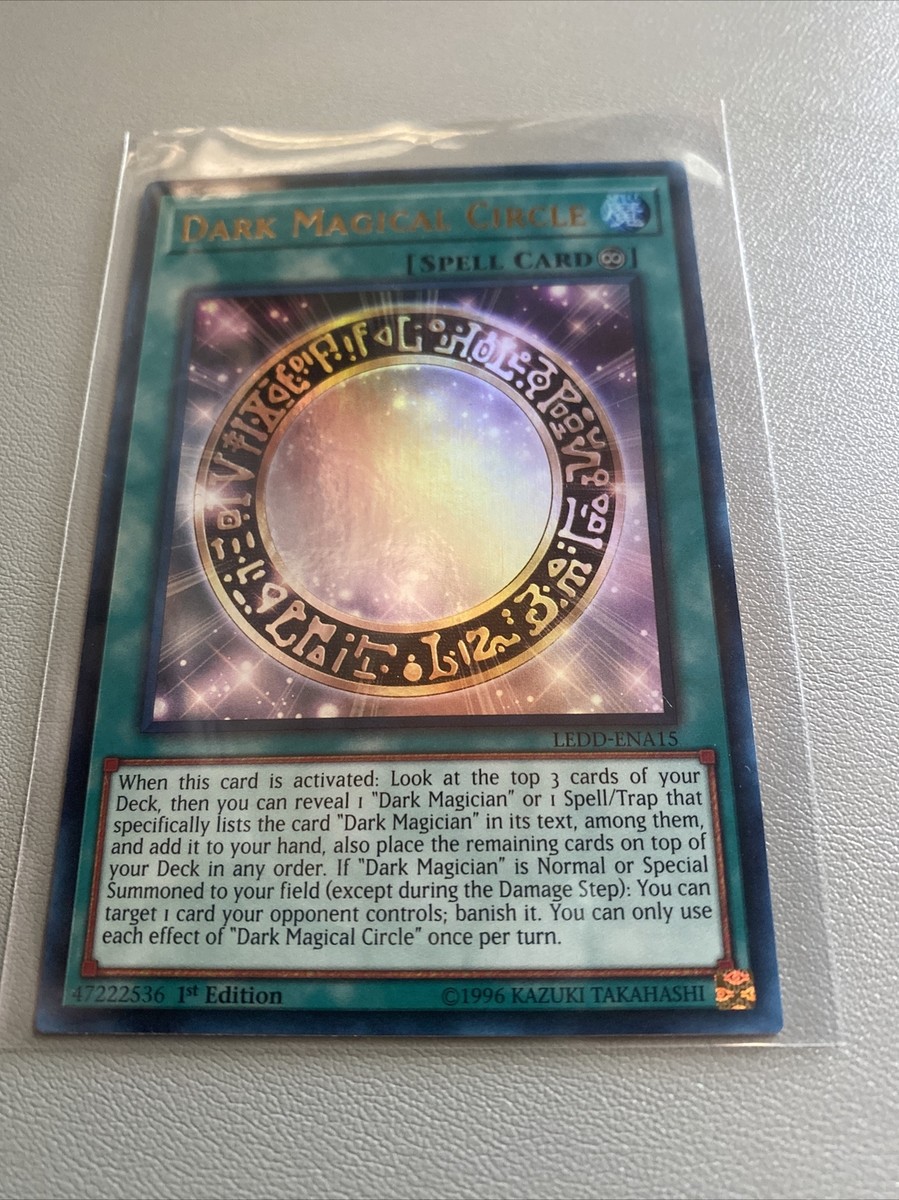 DARK MAGICAL CIRCLE
[SPELL CARD]
LEDD-ENA15
When this card is activated: Look at the top 3 cards of your
Deck, then you can reveal 1 "Dark Magician" or 1 Spell/Trap that
specifically lists the card "Dark Magician" in its text, among them,
and add it to your hand, also place the remaining cards on top of
your Deck in any order. If "Dark Magician" is Normal or Special
Summoned to your field (except during the Damage Step): You can
target 1 card your opponent controls; banish it. You can only use
each effect of "Dark Magical Circle" once per turn.
47222536 1st Edition
©1996 KAZUKI TAKAHASHI